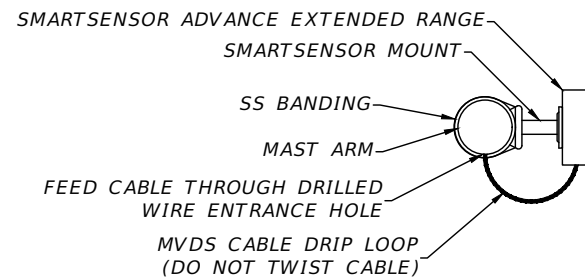 SMARTSENSOR ADVANCE EXTENDED RANGE
SMARTSENSOR MOUNT
SS BANDING
MAST ARM
FEED CABLE THROUGH DRILLED
WIRE ENTRANCE HOLE
MVDS CABLE DRIP LOOP
(DO NOT TWIST CABLE)